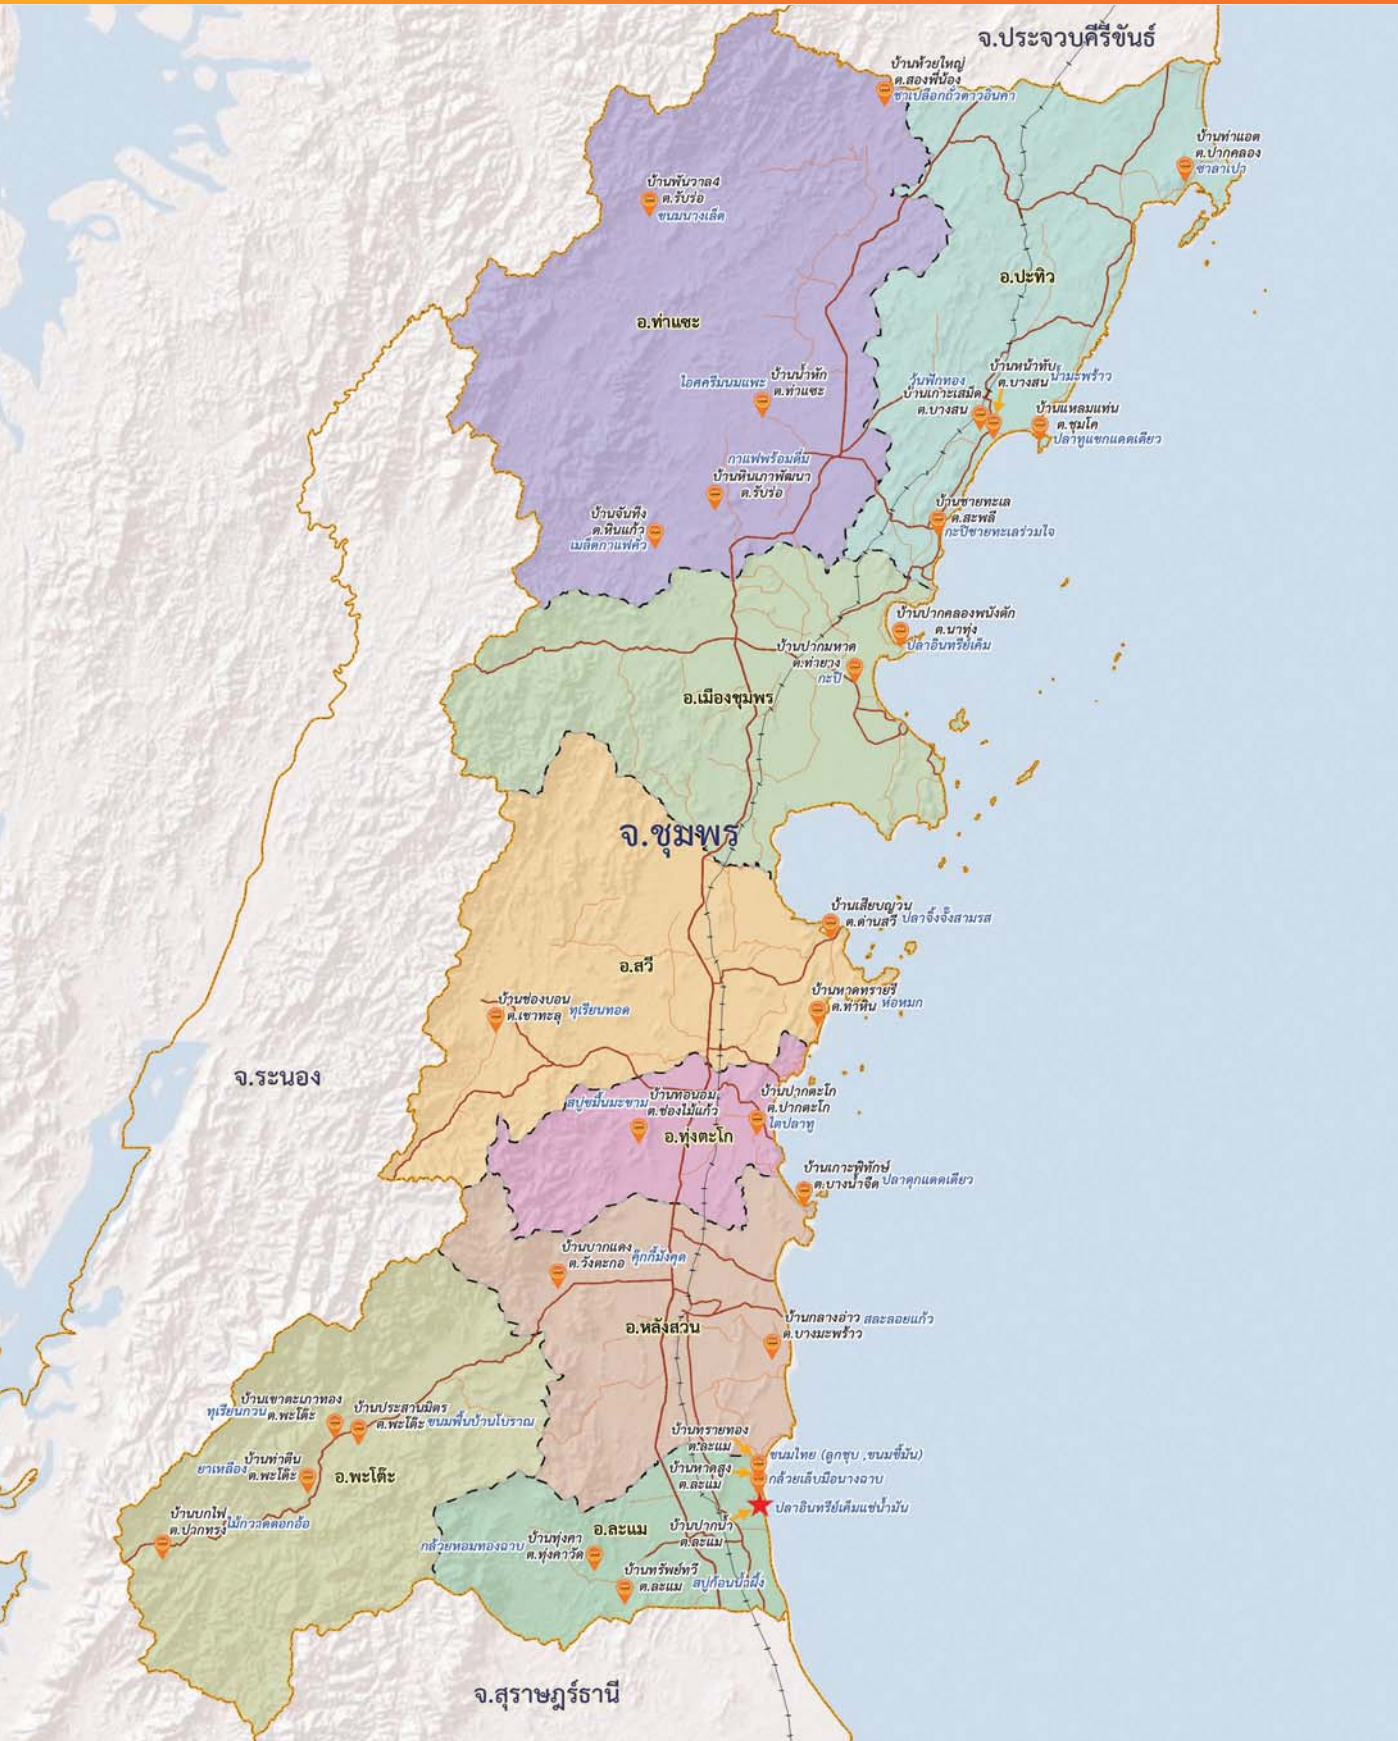 จ.ประจวบคีรีขันธ์
บ้านห้วยใหญ่
ต.สองพี่น้อง
ชาเปลือกถั่วดาวอินคา
บ้านท่าแอต
ต.ปากคลอง
ซาลาเปา
บ้านพันวาล4
ต.รับร่อ
ขนมนางเล็ด
อ.ปะทิว
อ.ท่าแซะ
บ้านน้ำหัก
ไอศครีมนมแพะ
ต.ท่าแซะ
วุ้นฟักทอง
บ้านเกาะเสม็ด
ต.บางสน
บ้านหน้าทับ
ต.บางสน
น้ำมะพร้าว
บ้านแหลมแท่น
ต.ชุมโค
ปลาทูแขกแดดเดียว
กาแฟพร้อมดื่ม
บ้านหินเภาพัฒนา
ต.รับร่อ
บ้านจันทึง
ต.หินแก้ว
เมล็ดกาแฟคั่ว
บ้านชายทะเล
ต.สะพลี
กะปิชายทะเลร่วมใจ
บ้านปากคลองพนังตัก
ต.นาทุ่ง
ปลาอินทรีย์เค็ม
บ้านปากมหาด
ต.ท่ายาง
กะปิ
อ.เมืองชุมพร
จ.ชุมพร
บ้านเสียบญวน
ต.ด่านสวี ปลาจิ้งจั้งสามรส
อ.สวี
บ้านหาดทรายรี
ต.ท่าหิน ห่อหมก
บ้านช่องบอน
ต.เขาทะลุ ทุเรียนทอด
จ.ระนอง
สบู่ขมิ้นมะขาม
บ้านทอนอม
ต.ช่องไม้แก้ว
บ้านปากตะโก
ต.ปากตะโก
ไตปลาทู
อ.ทุ่งตะโก
บ้านเกาะพิทักษ์
ต.บางน้ำจืด ปลาดุกแดดเดียว
บ้านบากแดง
ต.วังตะกอ คุ๊กกี้มังคุด
บ้านกลางอ่าว สละลอยแก้ว
ต.บางมะพร้าว
อ.หลังสวน
บ้านเขาตะเภาทอง
ทุเรียนกวน ต.พะโต๊ะ
บ้านประสานมิตร
ต.พะโต๊ะ ขนมพื้นบ้านโบราณ
บ้านท่าตีน
ยาเหลือง ต.พะโต๊ะ
อ.พะโต๊ะ
บ้านบกไฟ
ต.ปากทรง ไม้กวาดดอกอ้อ
บ้านทรายทอง
ต.ละแม
ขนมไทย (ลูกชุบ ,ขนมขี้มัน)
บ้านหาดสูง
ต.ละแม
กล้วยเล็บมือนางฉาบ
ปลาอินทรีย์เค็มแช่น้ำมัน
บ้านปากน้ำ
ต.ละแม
อ.ละแม
กล้วยหอมทองฉาบ
บ้านทุ่งคา
ต.ทุ่งคาวัด
บ้านทรัพย์ทวี
ต.ละแม สบู่ก้อนน้ำผึ้ง
จ.สุราษฎร์ธานี